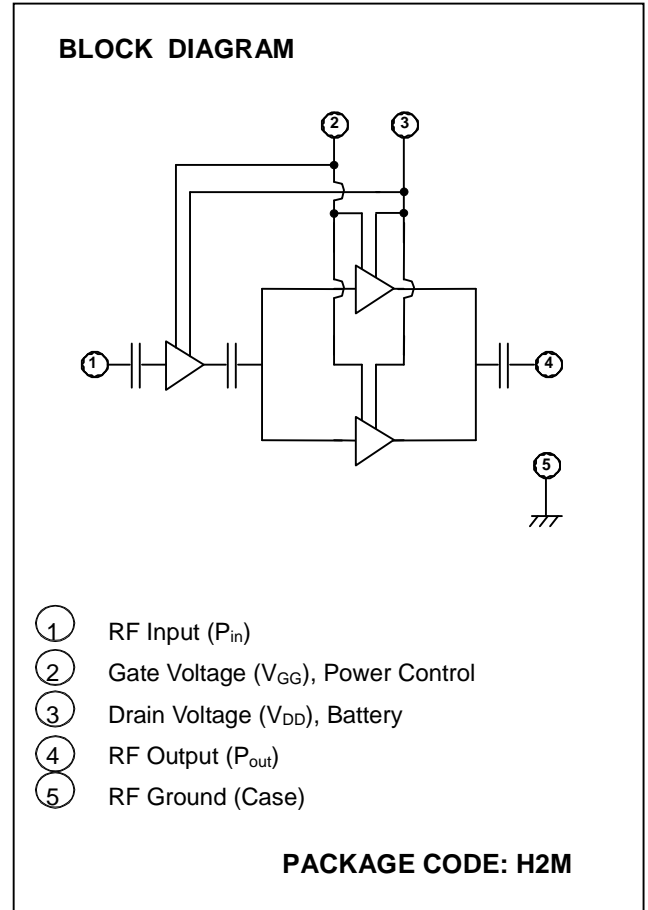 BLOCK DIAGRAM
2 3
1 4
5
1 RF Input (Pin)
2 Gate Voltage (VGG), Power Control
3 Drain Voltage (VDD), Battery
4 RF Output (Pout)
5 RF Ground (Case)
PACKAGE CODE: H2M